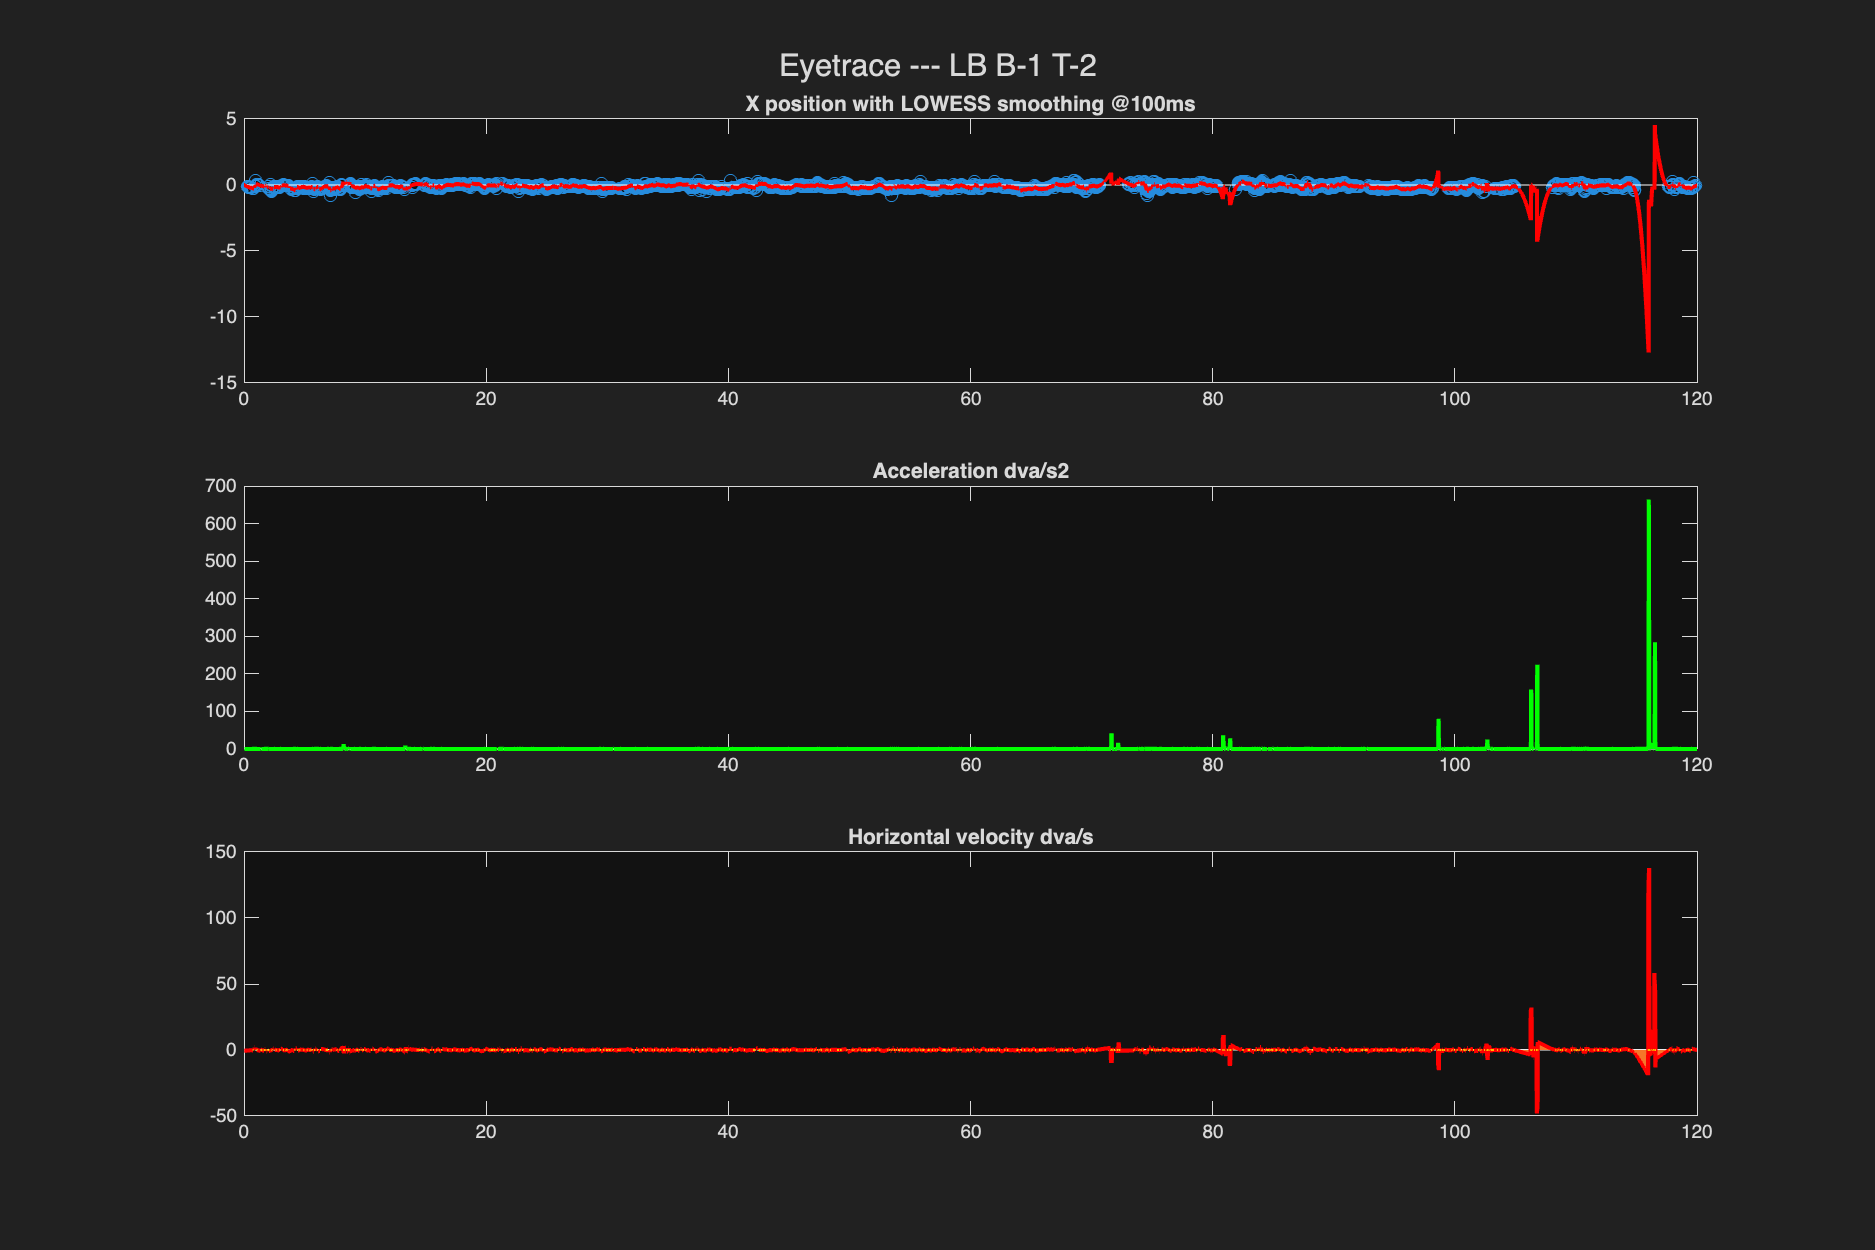 Eyetrace --- LB B-1 T-2
X position with LOWESS smoothing @100ms
5
0
-5
-10
-15
0 20 40 60 80 100 120
Acceleration dva/s2
700
600
500
400
300
200
100
0
0 20 40 60 80 100 120
Horizontal velocity dva/s
150
100
50
0
-50
0 20 40 60 80 100 120